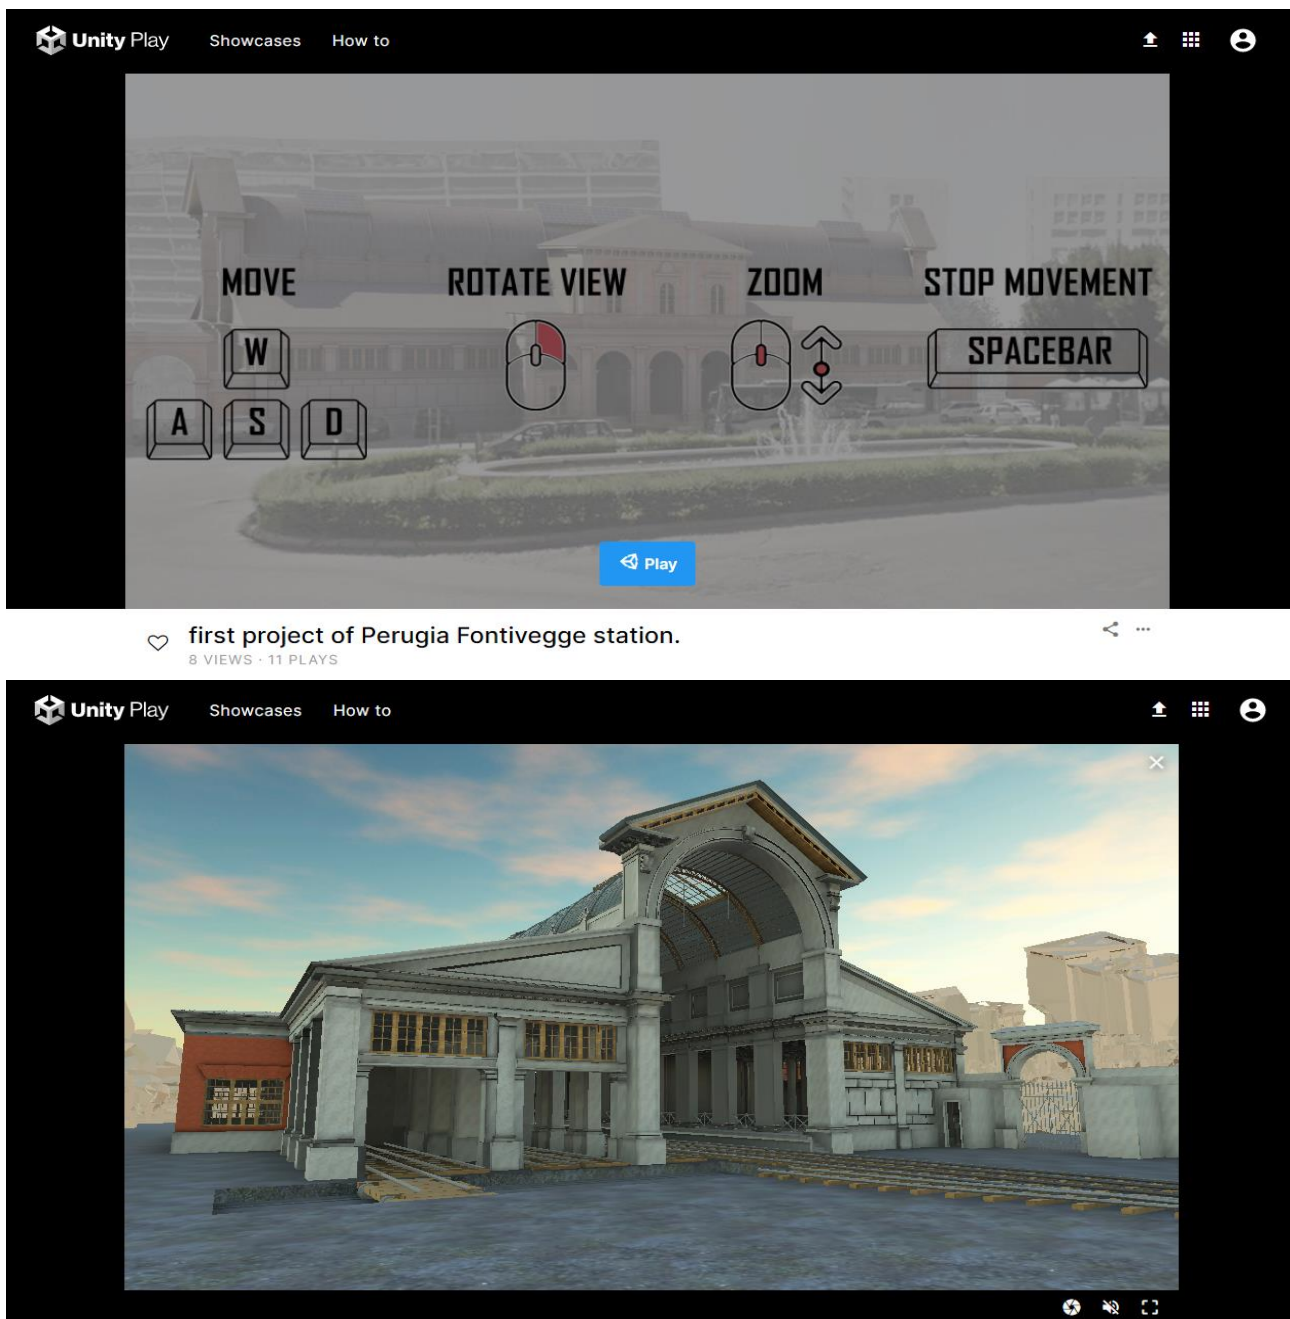 Unity Play Showcases How to
MOVE ROTATE VIEW ZOOM STOP MOVEMENT
W SPACEBAR
A S D
Play
first project of Perugia Fontivegge station.
8 VIEWS · 11 PLAYS
Unity Play Showcases How to